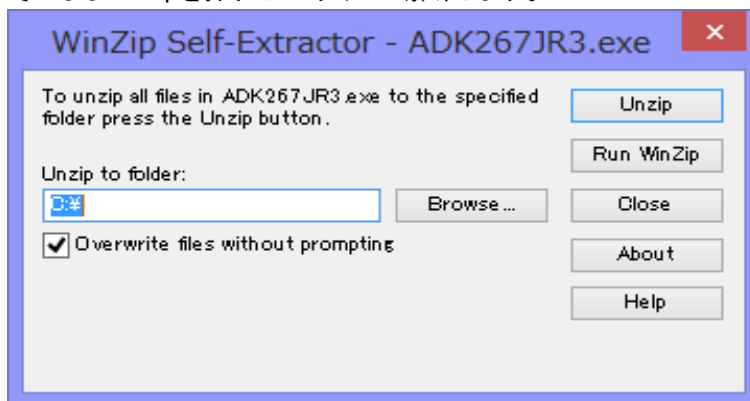 WinZip Self-Extractor - ADK267JR3.exe
To unzip all files in ADK267JR3.exe to the specified
folder press the Unzip button.
Unzip
Run WinZip
Unzip to folder:
C:¥
Browse...
Close
Overwrite files without prompting
About
Help